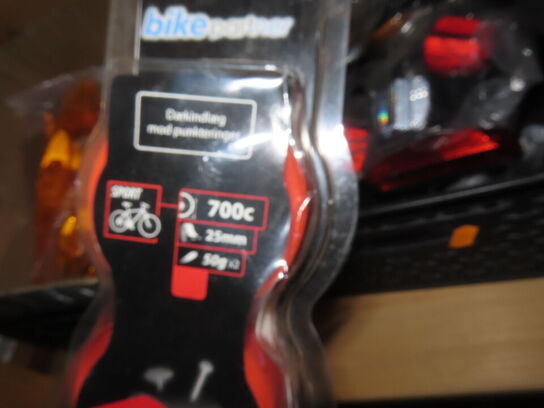 bikepartner
Dækindlæg
mod punkteringer
SPORT
700c
25mm
50g x2